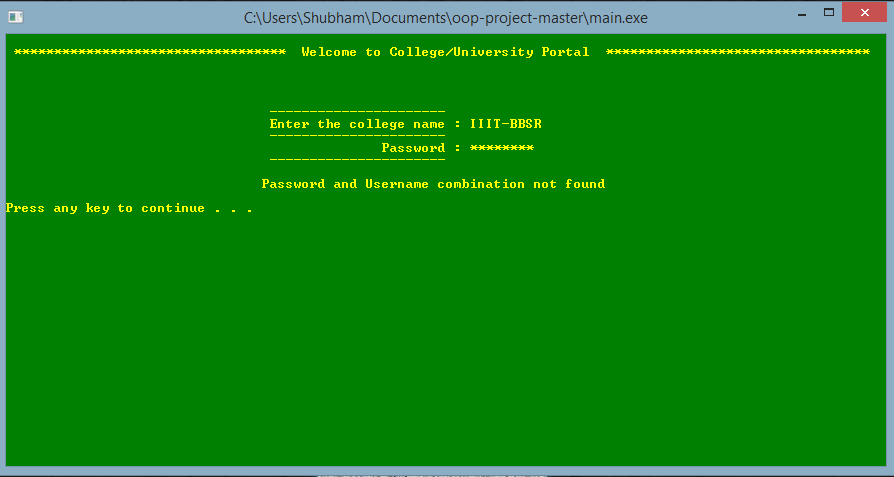 C:\Users\Shubham\Documents\oop-project-master\main.exe
********************************** Welcome to College/University Portal *********************************
----------------------
Enter the college name : IIIT-BBSR
----------------------
Password : ********
----------------------
Password and Username combination not found
Press any key to continue . . .